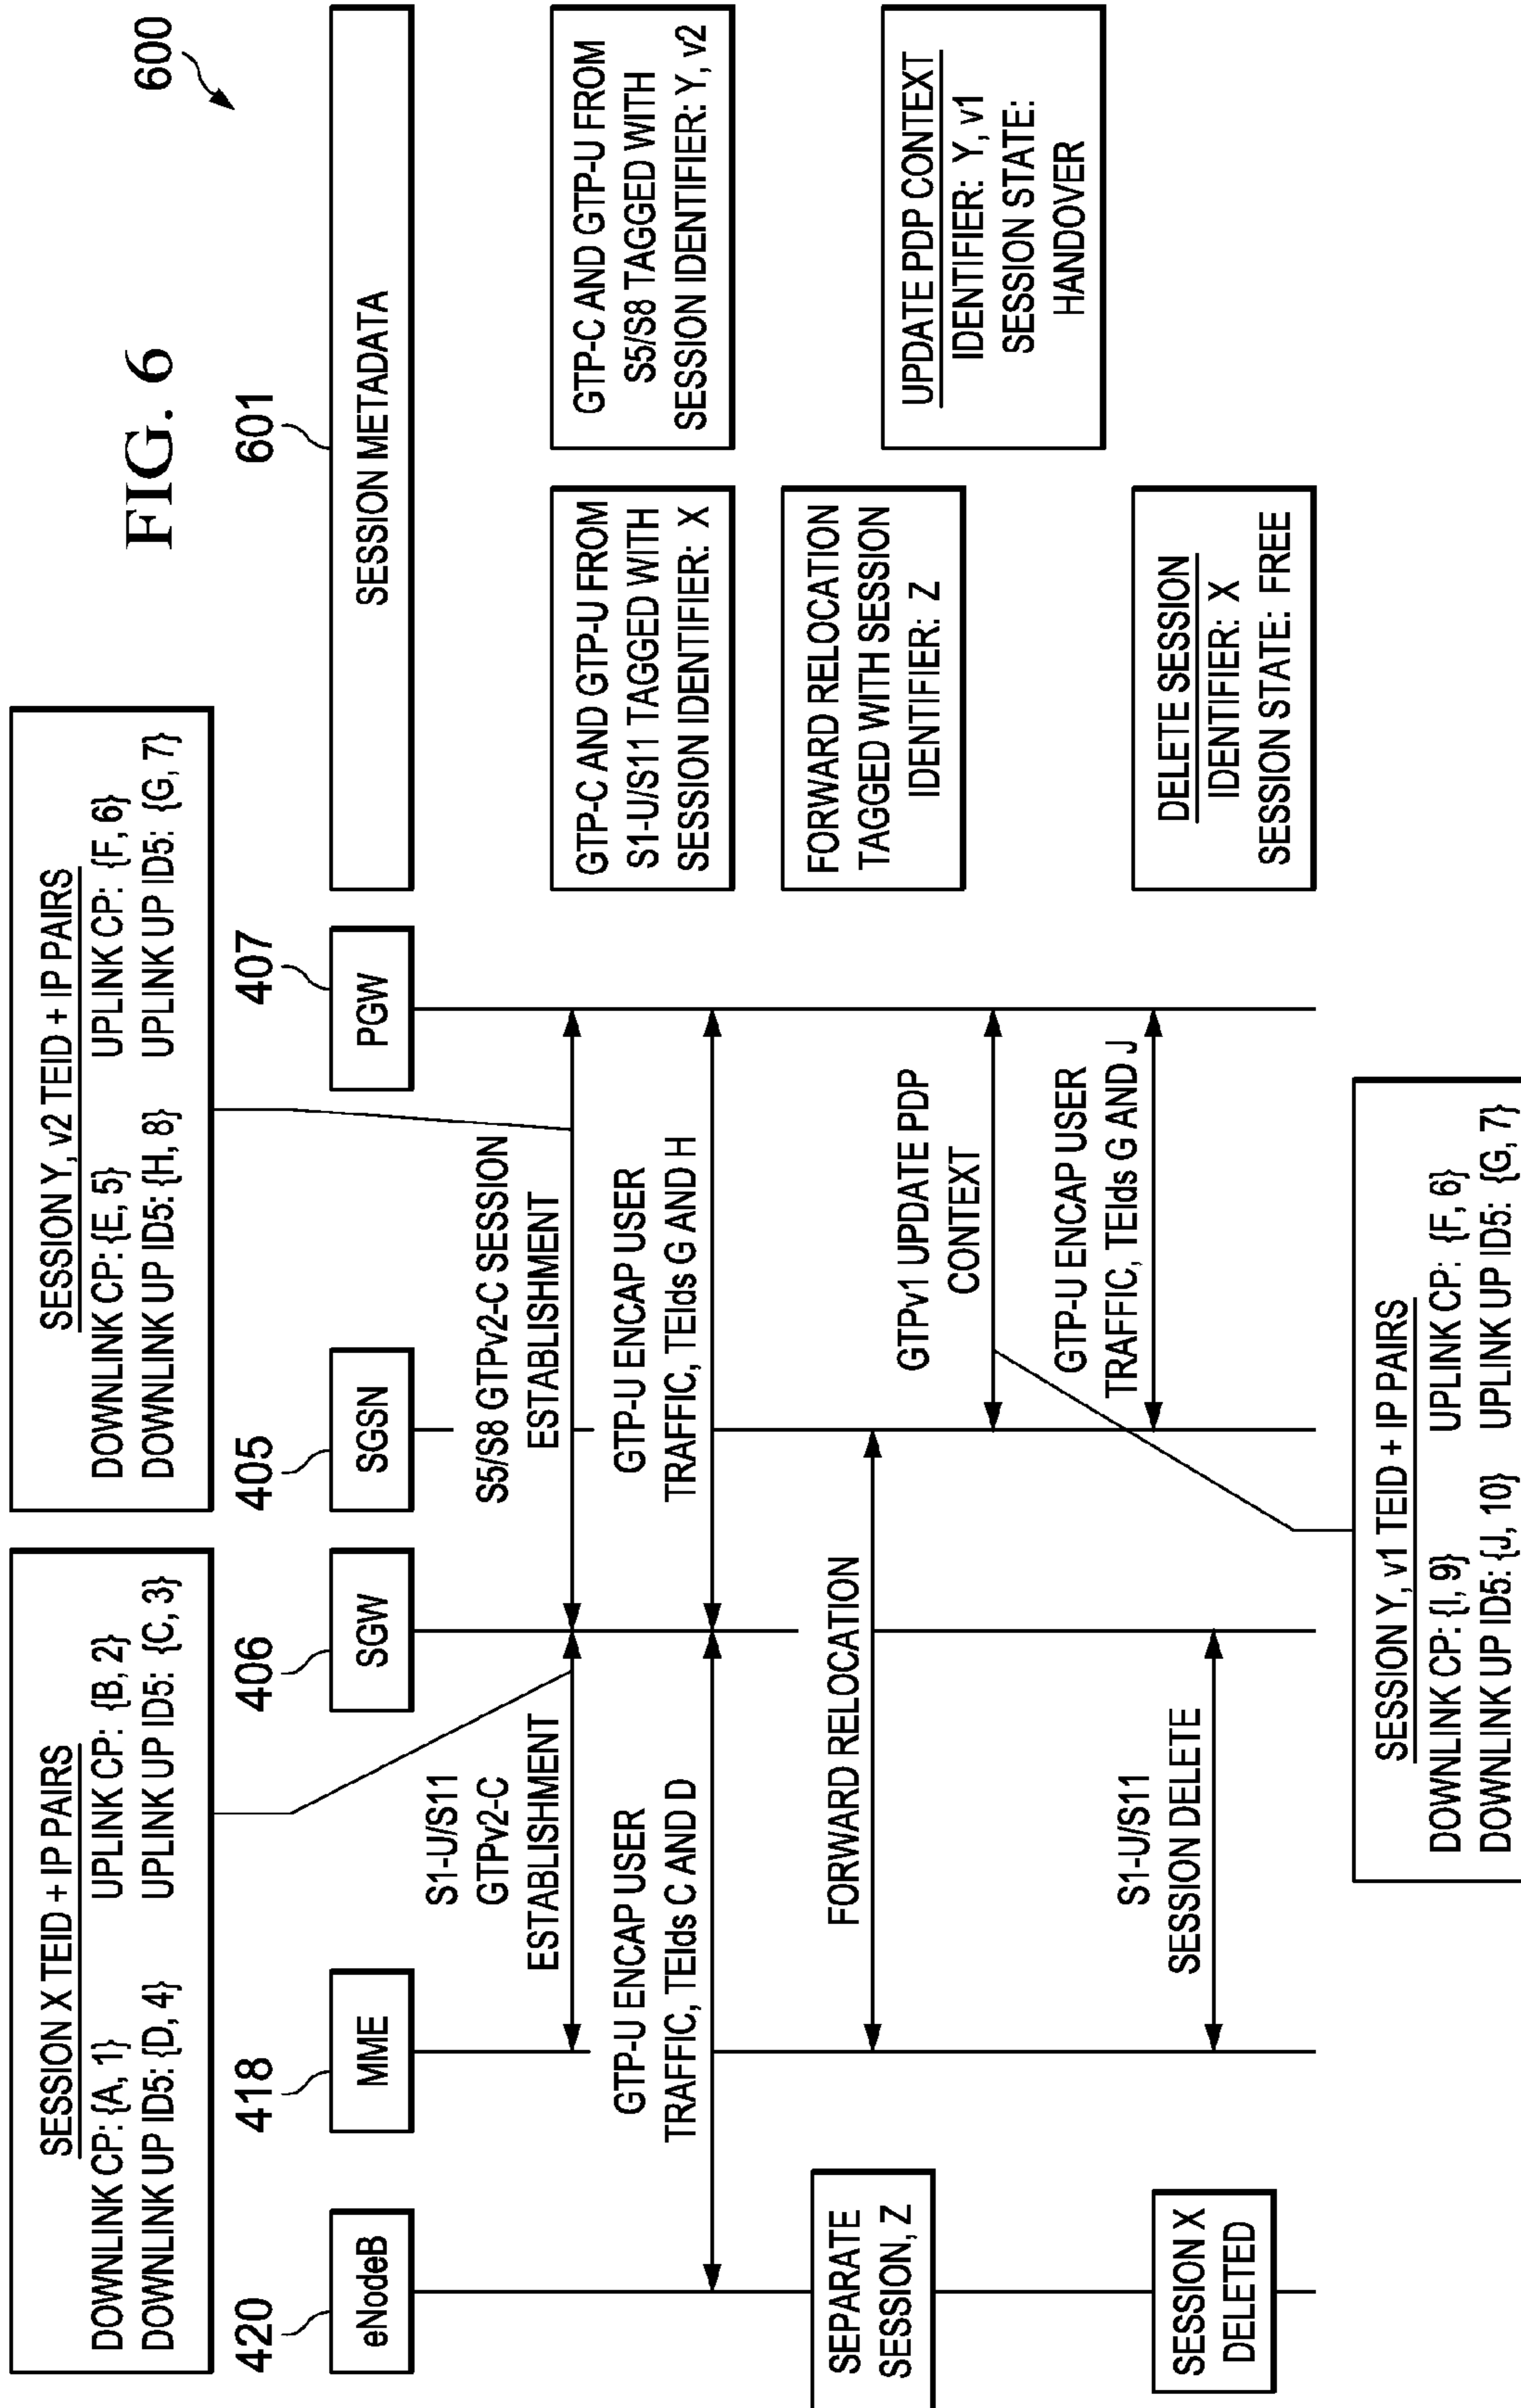 FIG. 6
600
SESSION X TEID + IP PAIRS
DOWNLINK CP: {A, 1} UPLINK CP: {B, 2}
DOWNLINK UP ID5: {D, 4} UPLINK UP ID5: {C, 3}
SESSION Y, v2 TEID + IP PAIRS
DOWNLINK CP: {E, 5} UPLINK CP: {F, 6}
DOWNLINK UP ID5: {H, 8} UPLINK UP ID5: {G, 7}
420
418
406
405
407
601
eNodeB
MME
SGW
SGSN
PGW
SESSION METADATA
S1-U/S11
GTPv2-C
ESTABLISHMENT
S5/S8 GTPv2-C SESSION
ESTABLISHMENT
GTP-C AND GTP-U FROM
S1-U/S11 TAGGED WITH
SESSION IDENTIFIER: X
GTP-C AND GTP-U FROM
S5/S8 TAGGED WITH
SESSION IDENTIFIER: Y, v2
GTP-U ENCAP USER
TRAFFIC, TEIds C AND D
GTP-U ENCAP USER
TRAFFIC, TEIds G AND H
SEPARATE
SESSION, Z
FORWARD RELOCATION
FORWARD RELOCATION
TAGGED WITH SESSION
IDENTIFIER: Z
GTPv1 UPDATE PDP
CONTEXT
UPDATE PDP CONTEXT
IDENTIFIER: Y, v1
SESSION STATE:
HANDOVER
GTP-U ENCAP USER
TRAFFIC, TEIds G AND J
SESSION X
DELETED
S1-U/S11
SESSION DELETE
DELETE SESSION
IDENTIFIER: X
SESSION STATE: FREE
SESSION Y, v1 TEID + IP PAIRS
DOWNLINK CP: {I, 9} UPLINK CP: {F, 6}
DOWNLINK UP ID5: {J, 10} UPLINK UP ID5: {G, 7}